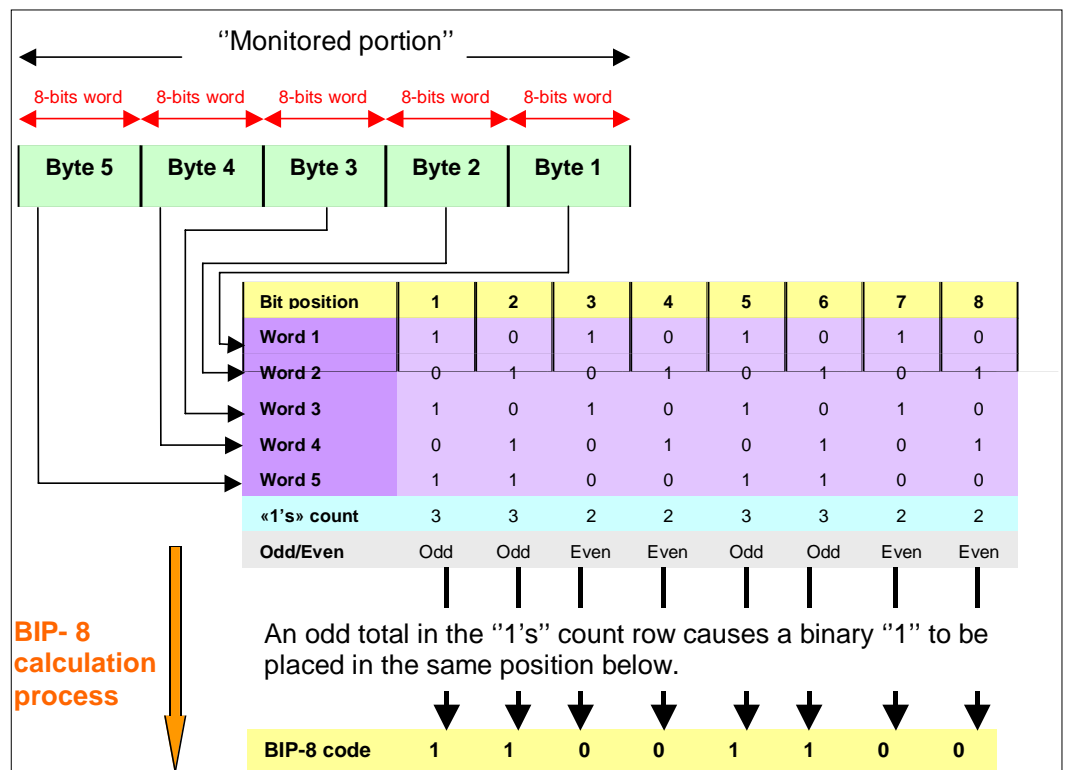 ‘‘Monitored portion’’
8-bits word 8-bits word 8-bits word 8-bits word 8-bits word
Byte 5 Byte 4 Byte 3 Byte 2 Byte 1
Bit position 1 2 3 4 5 6 7 8
Word 1 1 0 1 0 1 0 1 0
Word 2 0 1 0 1 0 1 0 1
Word 3 1 0 1 0 1 0 1 0
Word 4 0 1 0 1 0 1 0 1
Word 5 1 1 0 0 1 1 0 0
«1’s» count 3 3 2 2 3 3 2 2
Odd/Even Odd Odd Even Even Odd Odd Even Even
An odd total in the ‘‘1’s’’ count row causes a binary ‘‘1’’ to be
placed in the same position below.
BIP- 8
calculation
process
BIP-8 code 1 1 0 0 1 1 0 0